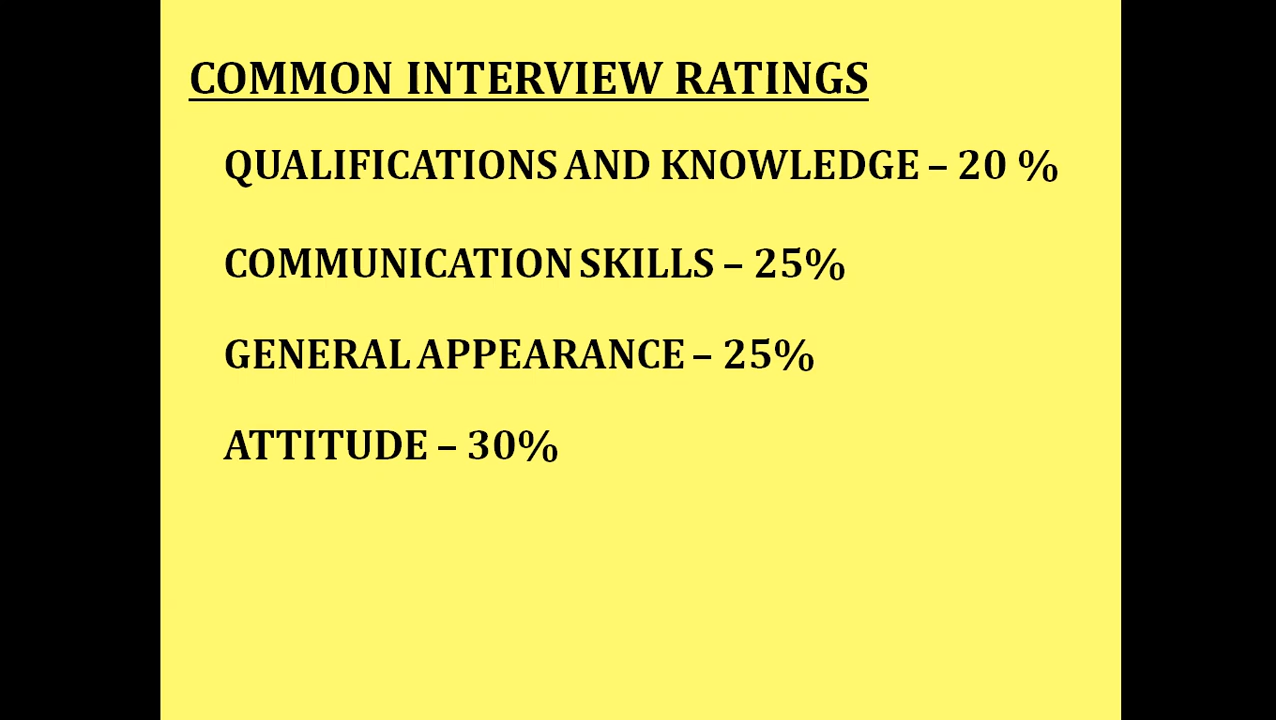 COMMON INTERVIEW RATINGS
QUALIFICATIONS AND KNOWLEDGE – 20 %
COMMUNICATION SKILLS – 25%
GENERAL APPEARANCE – 25%
ATTITUDE – 30%